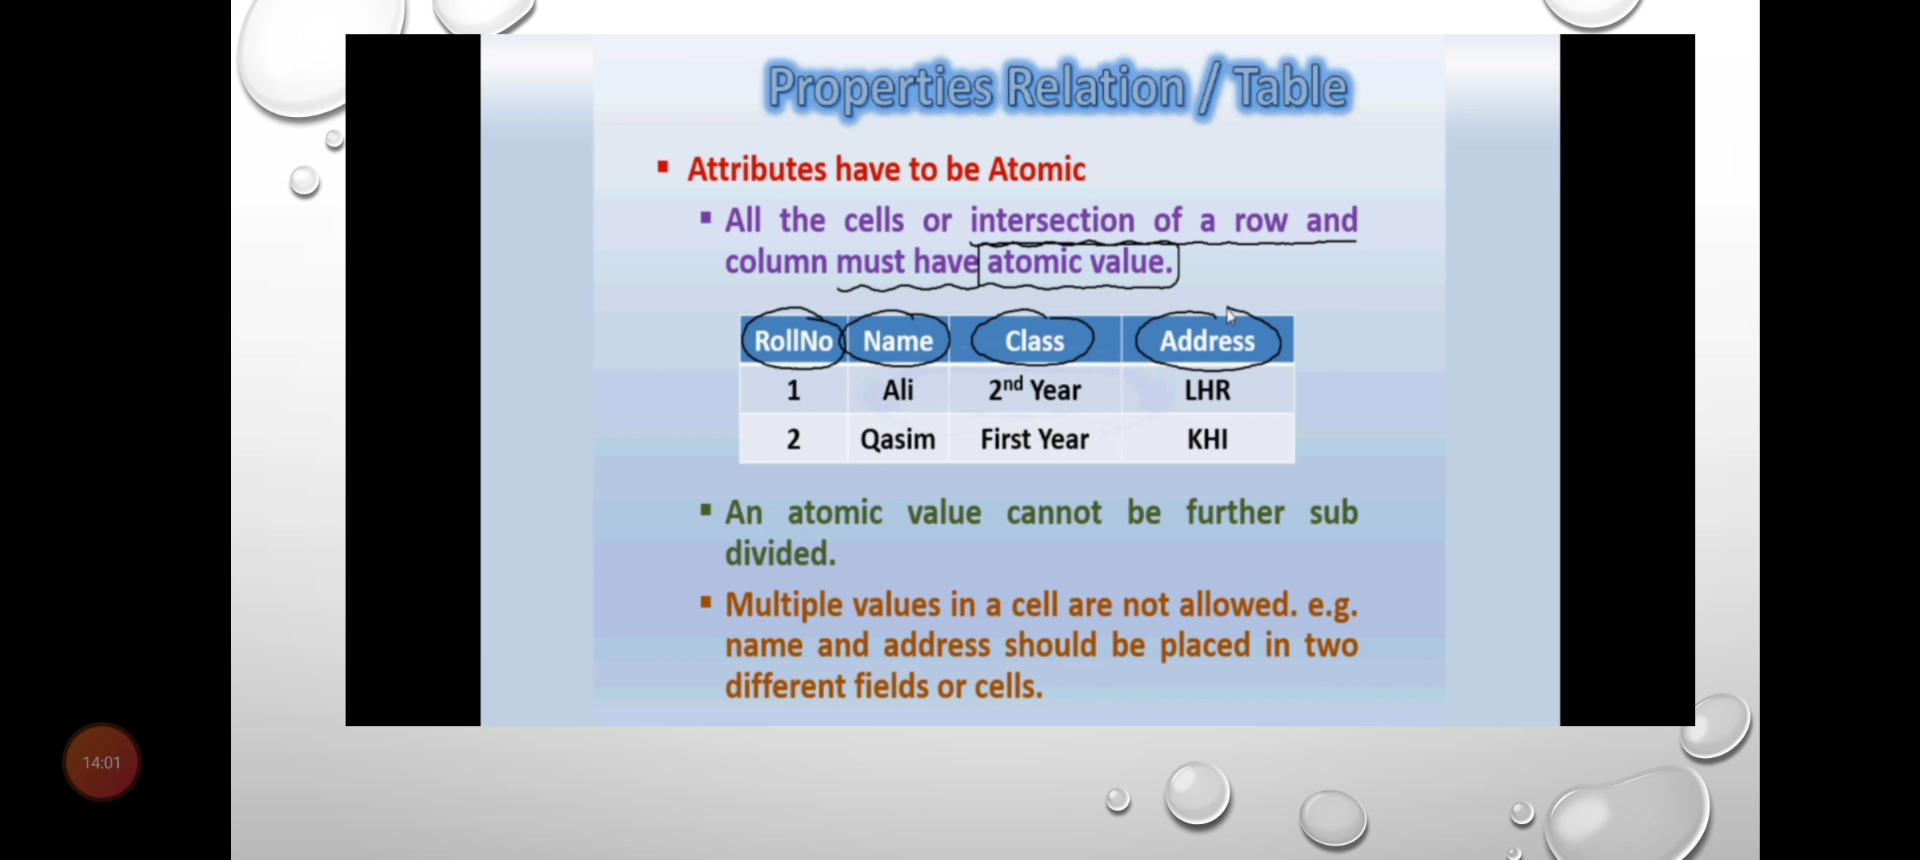 Properties Relation / Table
▪ Attributes have to be Atomic
▪ All the cells or intersection of a row and
column must have atomic value.
RollNo Name Class Address
1 Ali 2nd Year LHR
2 Qasim First Year KHI
▪ An atomic value cannot be further sub
divided.
▪ Multiple values in a cell are not allowed. e.g.
name and address should be placed in two
different fields or cells.
14:01